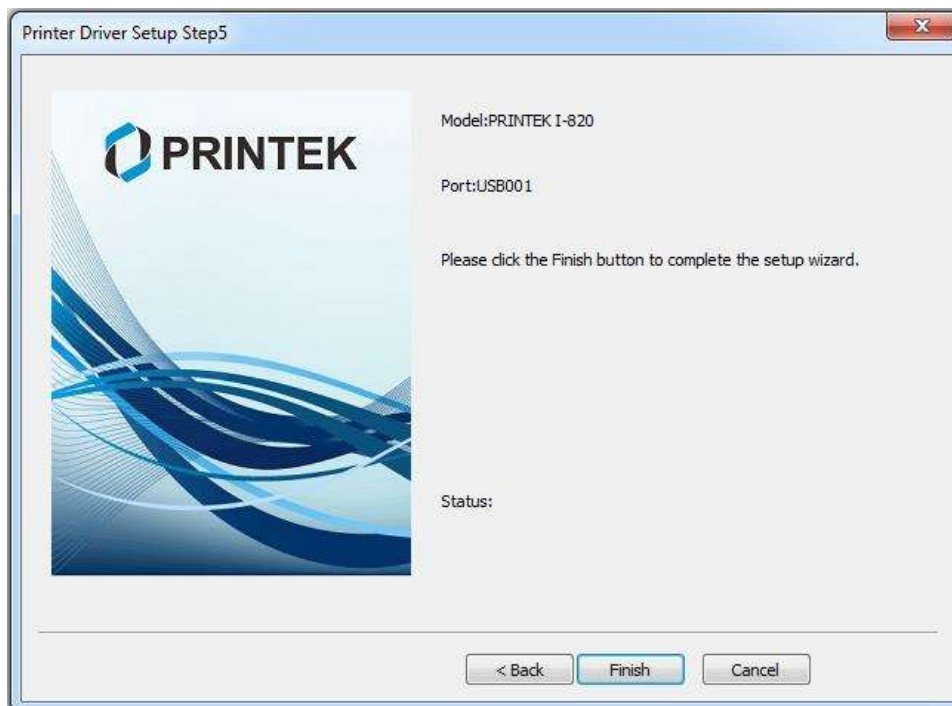 Printer Driver Setup Step5
PRINTEK
Model:PRINTEK I-820
Port:USB001
Please click the Finish button to complete the setup wizard.
Status:
< Back
Finish
Cancel